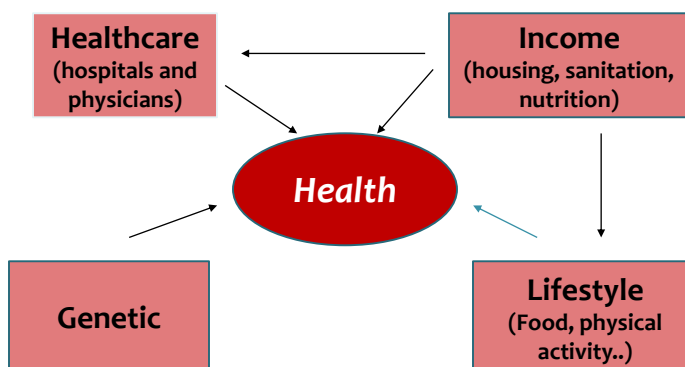 Healthcare
(hospitals and
physicians)
Income
(housing, sanitation,
nutrition)
Health
Genetic
Lifestyle
(Food, physical
activity..)